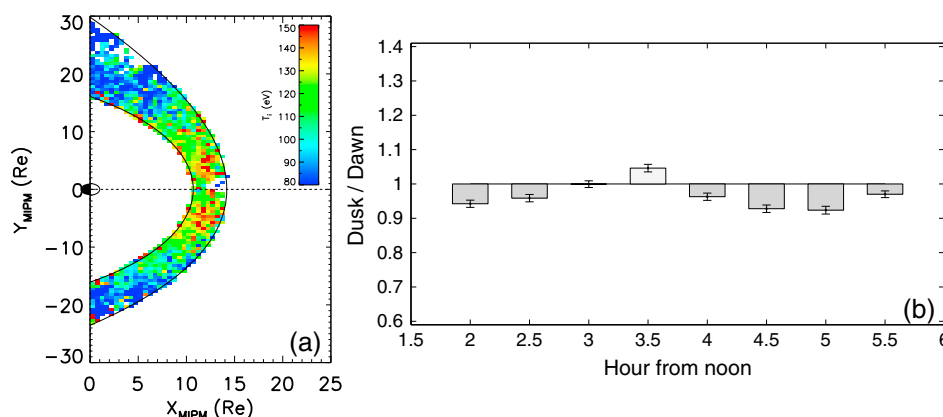 30
20
10
0
−10
−20
−30
Y_MIPM (Re)
0 5 10 15 20 25
X_MIPM (Re)
150
140
130
120
110
100
90
80
T_i (eV)
(a)
1.4
1.3
1.2
1.1
1
0.9
0.8
0.7
0.6
Dusk / Dawn
1.5 2 2.5 3 3.5 4 4.5 5 5.5 6
Hour from noon
(b)